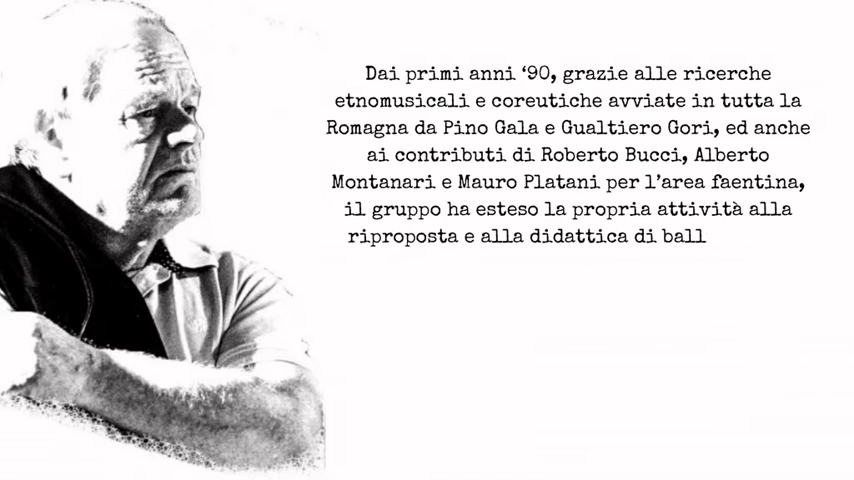 Dai primi anni ‘90, grazie alle ricerche
etnomusicali e coreutiche avviate in tutta la
Romagna da Pino Gala e Gualtiero Gori, ed anche
ai contributi di Roberto Bucci, Alberto
Montanari e Mauro Platani per l’area faentina,
il gruppo ha esteso la propria attività alla
riproposta e alla didattica di ball